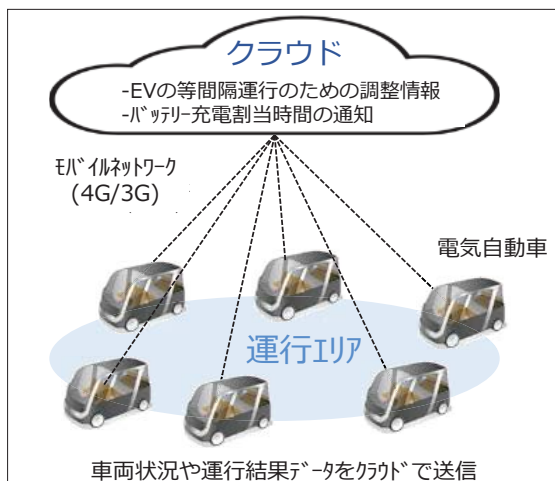 クラウド
-EVの等間隔運行のための調整情報
-ﾊﾞｯﾃﾘｰ充電割当時間の通知
ﾓﾊﾞｲﾙﾈｯﾄﾜｰｸ
(4G/3G)
電気自動車
運行ｴﾘｱ
車両状況や運行結果ﾃﾞｰﾀをｸﾗｳﾄﾞで送信